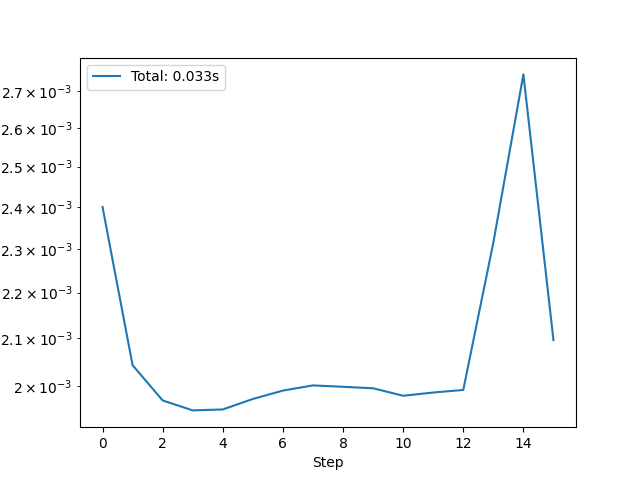 Total: 0.033s
2.7 × 10⁻³
2.6 × 10⁻³
2.5 × 10⁻³
2.4 × 10⁻³
2.3 × 10⁻³
2.2 × 10⁻³
2.1 × 10⁻³
2 × 10⁻³
0 2 4 6 8 10 12 14
Step